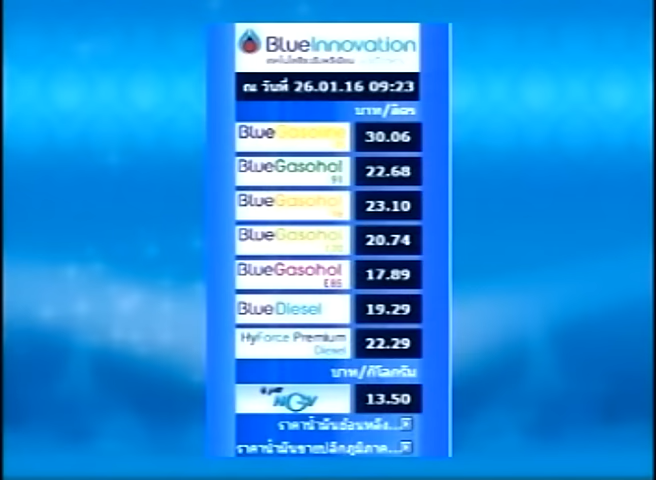 BlueInnovation
ณ วันที่ 26.01.16 09:23
บาท/ลิตร
BlueGasoline 30.06
BlueGasohol 91 22.68
BlueGasohol 23.10
BlueGasohol E20 20.74
BlueGasohol E85 17.89
BlueDiesel 19.29
HyForce Premium Diesel 22.29
บาท/กิโลกรัม
NGV 13.50
ราคาน้ำมันย้อนหลัง...
ราคาน้ำมันขายปลีกภูมิภาค...